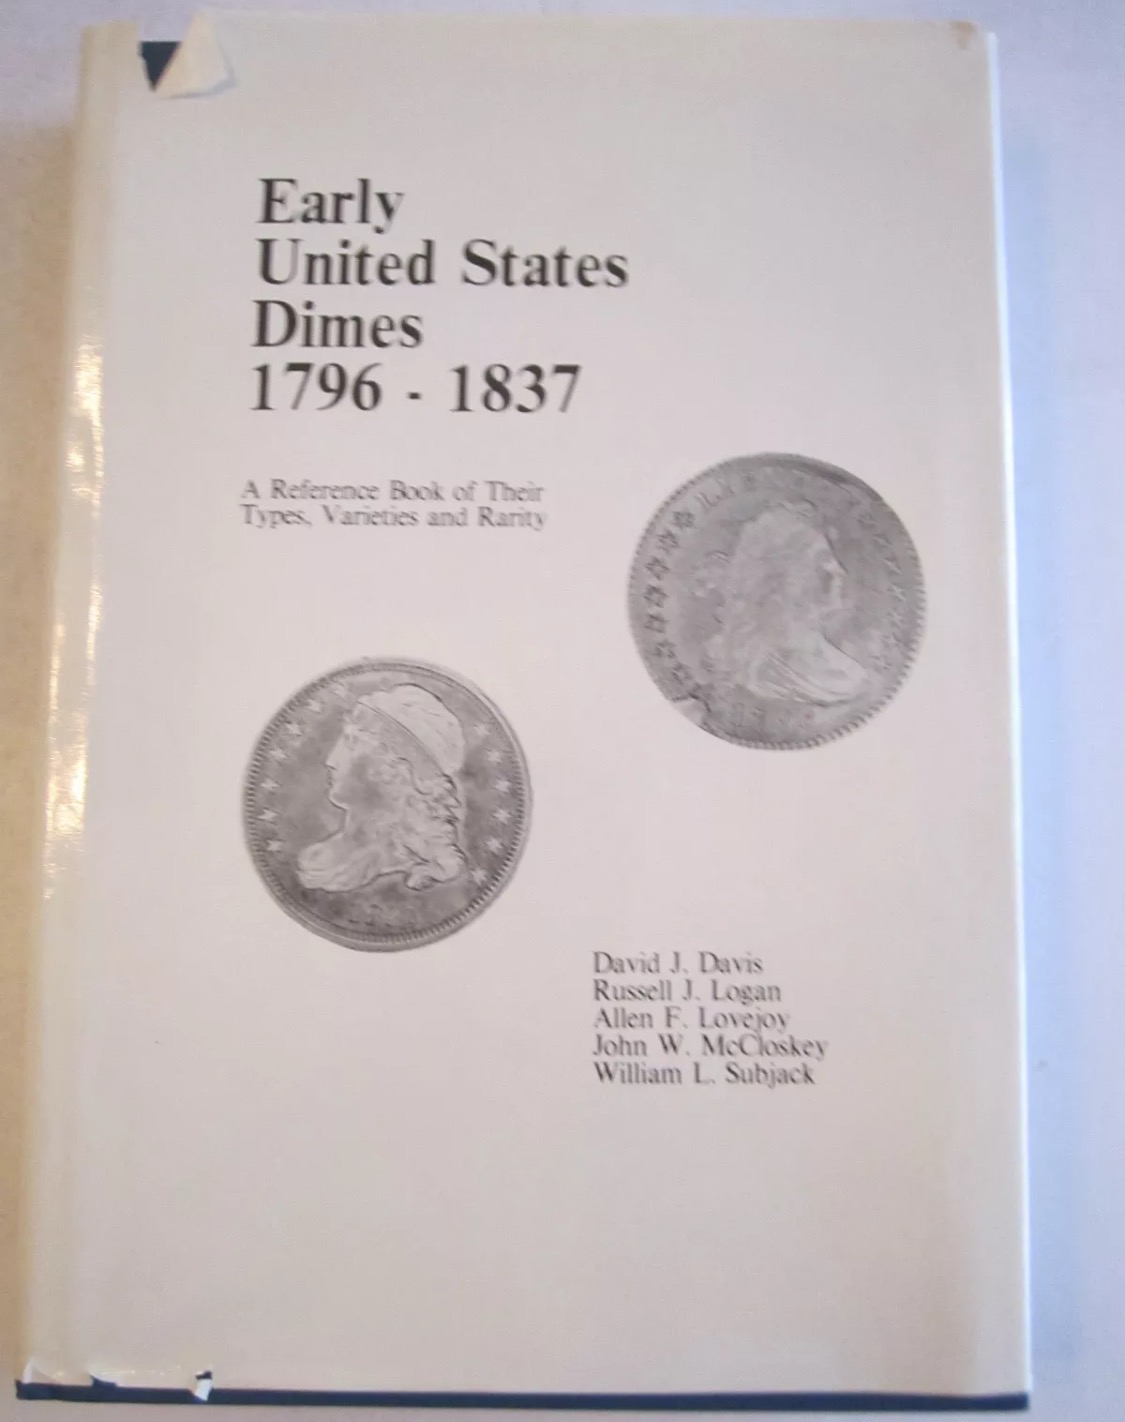 Early
United States
Dimes
1796 - 1837
A Reference Book of Their
Types, Varieties and Rarity
David J. Davis
Russell J. Logan
Allen F. Lovejoy
John W. McCloskey
William L. Subjack